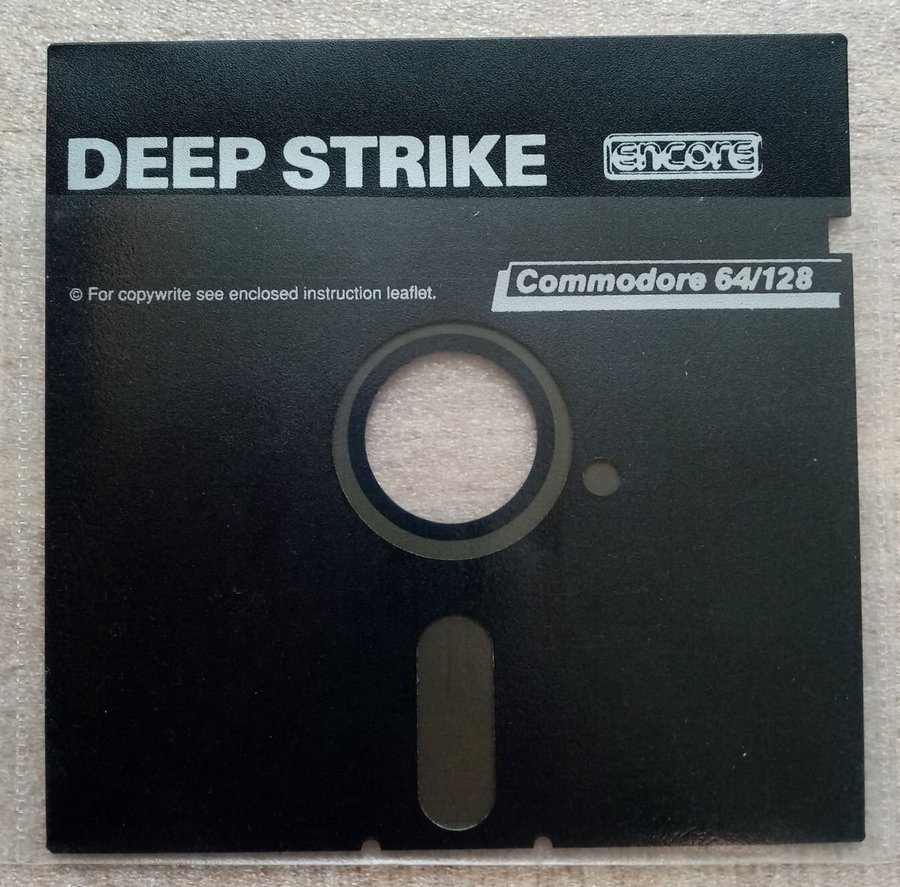 DEEP STRIKE
ENCORE
Commodore 64/128
© For copywrite see enclosed instruction leaflet.